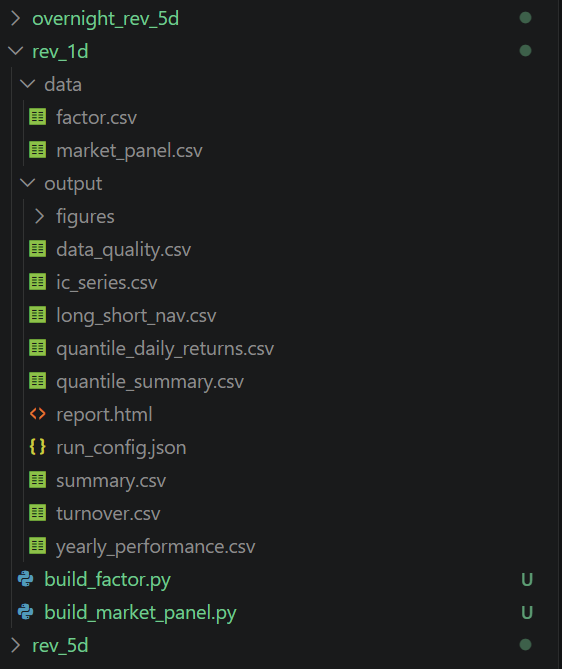 overnight_rev_5d
rev_1d
data
factor.csv
market_panel.csv
output
figures
data_quality.csv
ic_series.csv
long_short_nav.csv
quantile_daily_returns.csv
quantile_summary.csv
report.html
run_config.json
summary.csv
turnover.csv
yearly_performance.csv
build_factor.py U
build_market_panel.py U
rev_5d